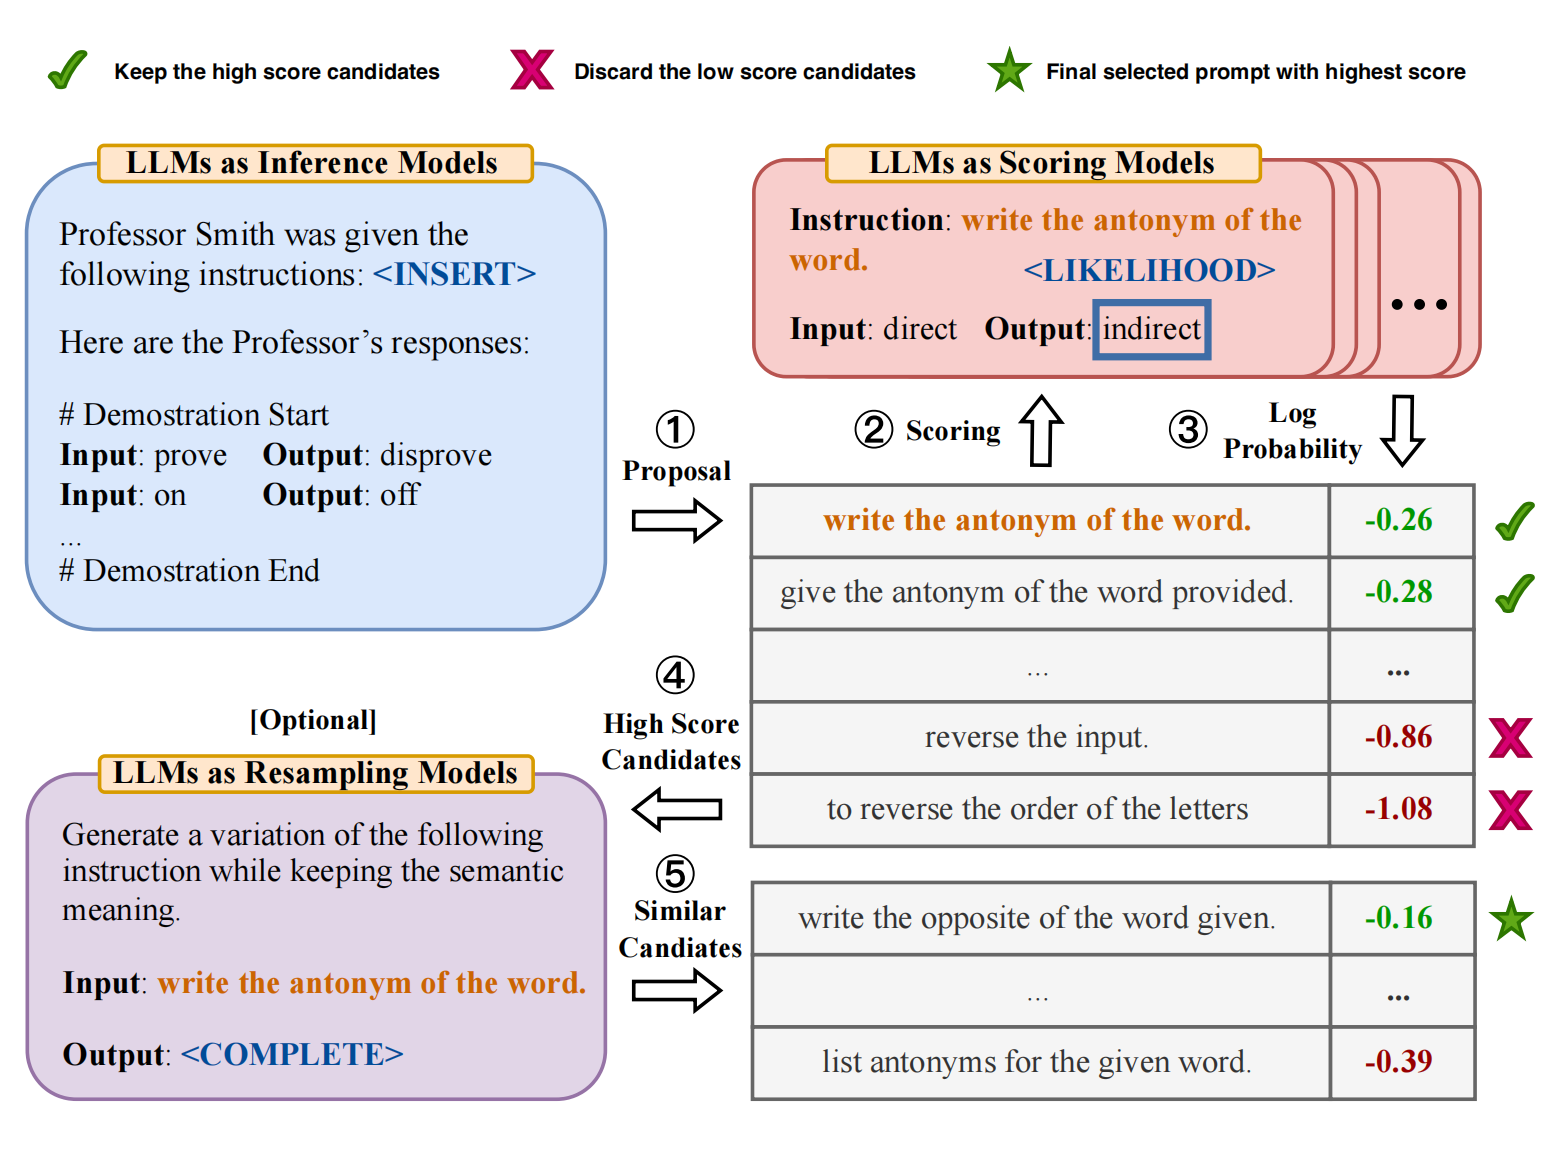 Keep the high score candidates
Discard the low score candidates
Final selected prompt with highest score
LLMs as Inference Models
Professor Smith was given the
following instructions: <INSERT>
Here are the Professor’s responses:
# Demostration Start
Input: prove Output: disprove
Input: on Output: off
...
# Demostration End
① Proposal
LLMs as Scoring Models
Instruction: write the antonym of the
word.
<LIKELIHOOD>
Input: direct Output: indirect
...
② Scoring
③ Log
Probability
write the antonym of the word. -0.26
give the antonym of the word provided. -0.28
... ...
reverse the input. -0.86
to reverse the order of the letters -1.08
④
High Score
Candidates
[Optional]
LLMs as Resampling Models
Generate a variation of the following
instruction while keeping the semantic
meaning.
Input: write the antonym of the word.
Output: <COMPLETE>
⑤
Similar
Candiates
write the opposite of the word given. -0.16
... ...
list antonyms for the given word. -0.39